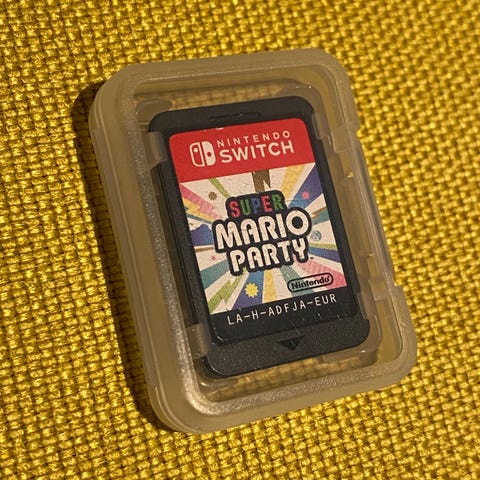 NINTENDO
SWITCH
SUPER
MARIO
PARTY
Nintendo
LA-H-ADFJA-EUR